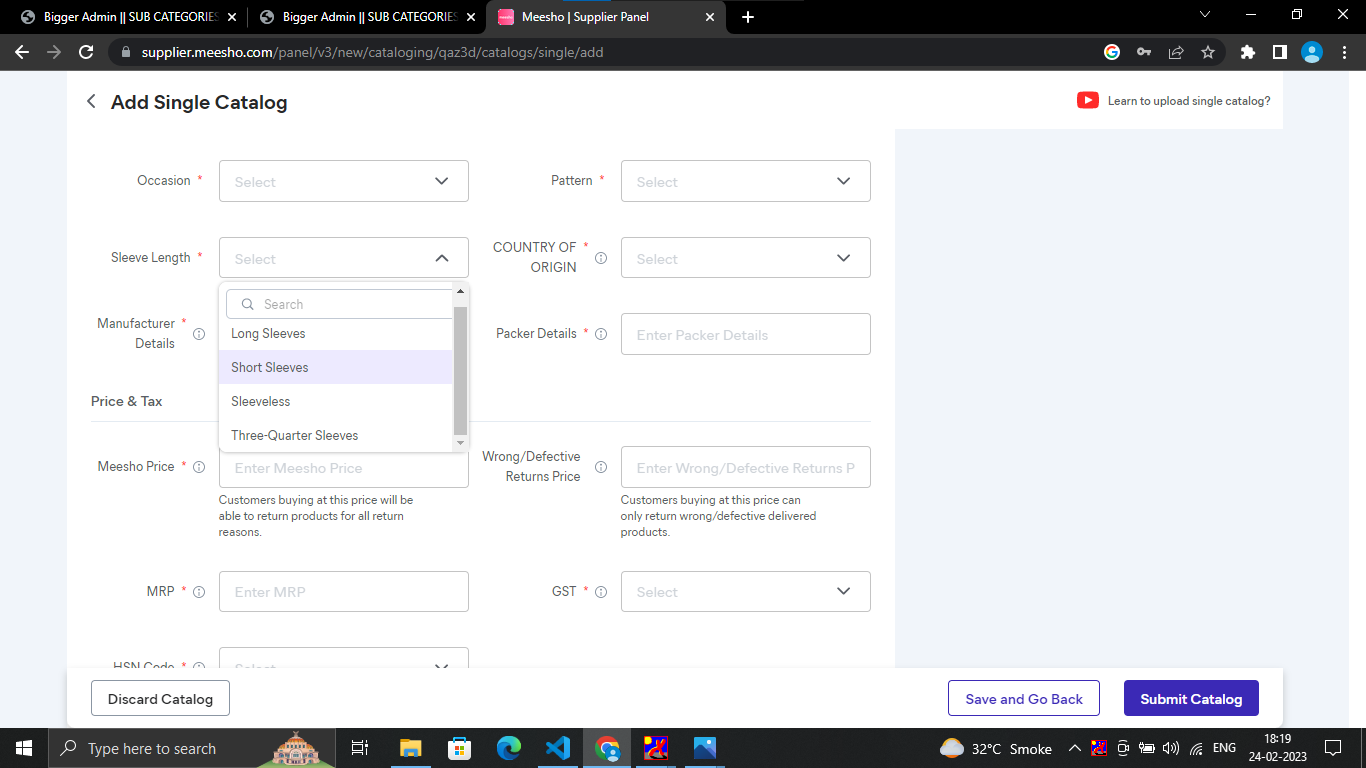 Bigger Admin || SUB CATEGORIES
Bigger Admin || SUB CATEGORIES
Meesho | Supplier Panel
supplier.meesho.com/panel/v3/new/cataloging/qaz3d/catalogs/single/add
Add Single Catalog
Learn to upload single catalog?
Occasion *
Select
Pattern *
Select
Sleeve Length *
Select
COUNTRY OF *
ORIGIN
Select
Search
Long Sleeves
Short Sleeves
Sleeveless
Three-Quarter Sleeves
Manufacturer *
Details
Packer Details *
Enter Packer Details
Price & Tax
Meesho Price *
Enter Meesho Price
Customers buying at this price will be
able to return products for all return
reasons.
Wrong/Defective
Returns Price
Enter Wrong/Defective Returns P
Customers buying at this price can
only return wrong/defective delivered
products.
MRP *
Enter MRP
GST *
Select
HSN Code *
Select
Discard Catalog
Save and Go Back
Submit Catalog
Type here to search
32°C Smoke
ENG
18:19
24-02-2023